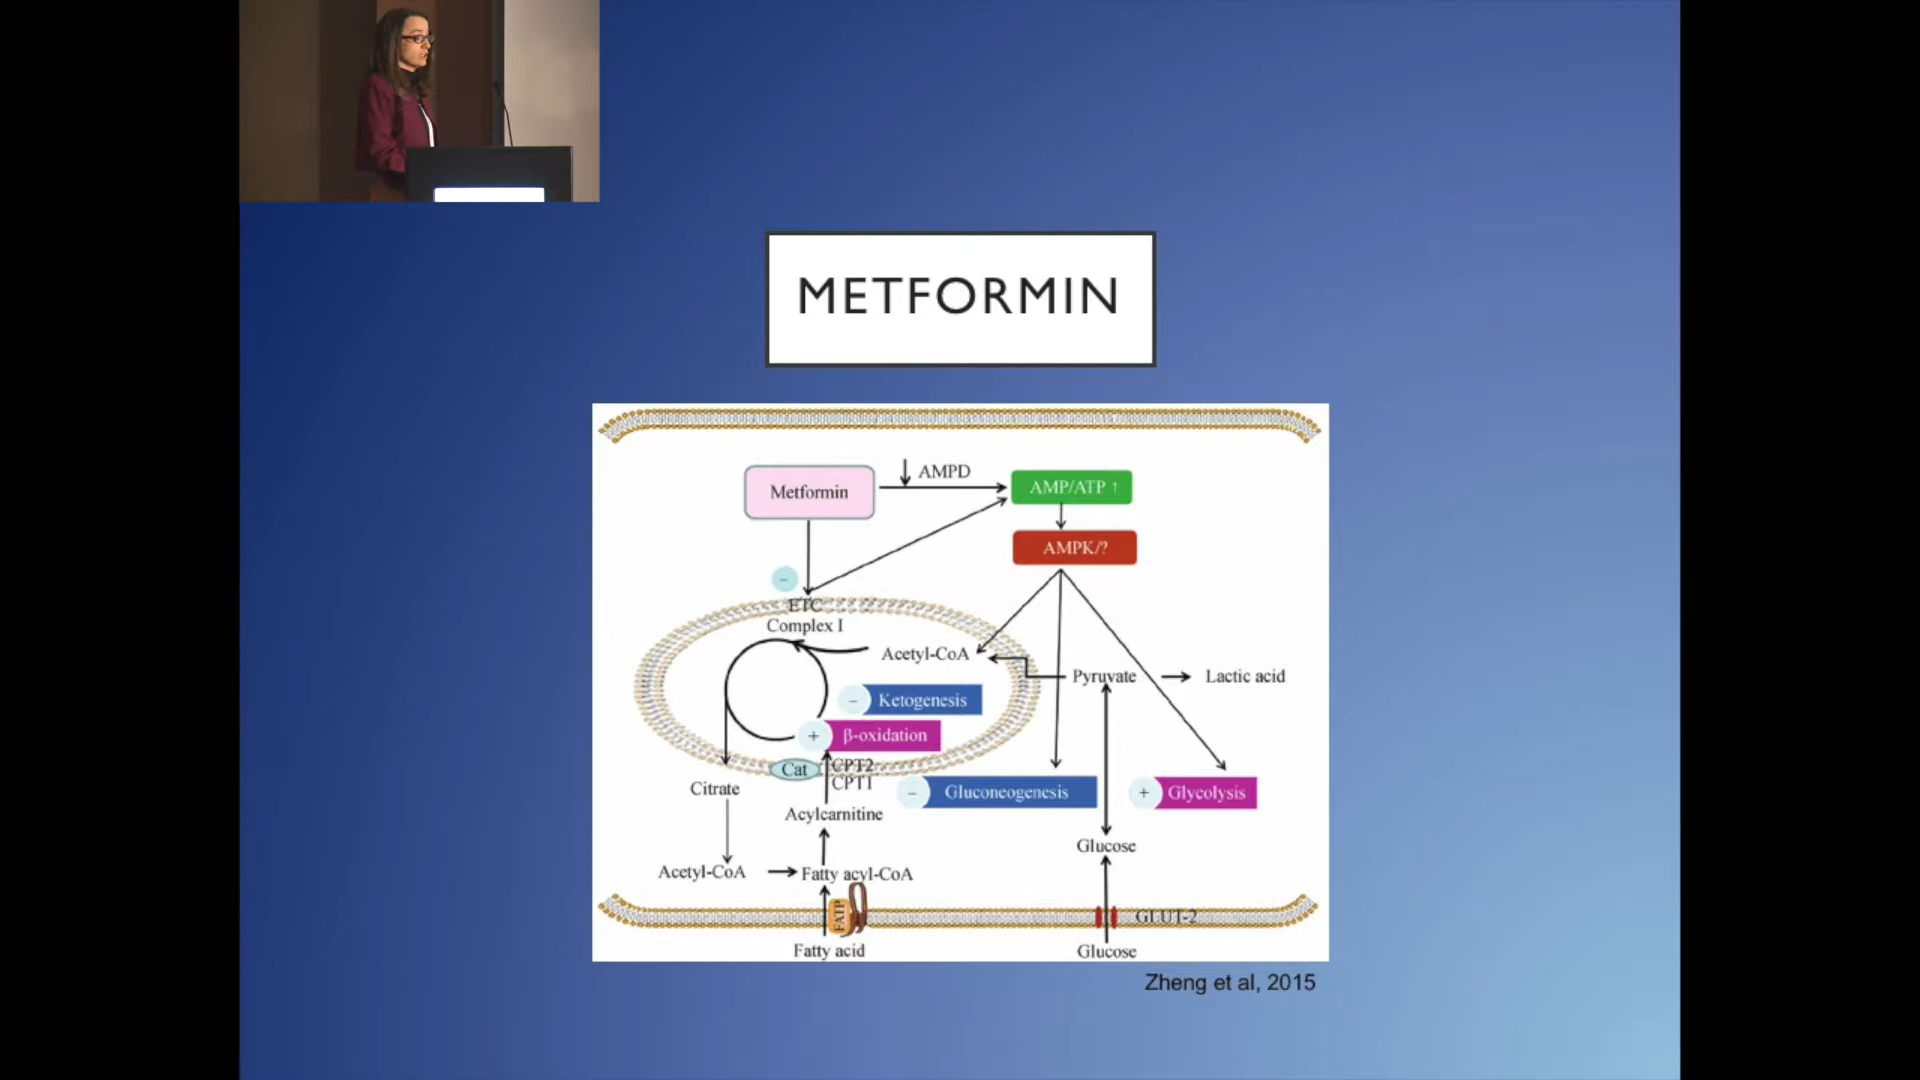 METFORMIN
Metformin
↓ AMPD
AMP/ATP ↑
AMPK/?
−
ETC
Complex I
Acetyl-CoA
Pyruvate
Lactic acid
− Ketogenesis
+ β-oxidation
Cat
CPT2
CPT1
Citrate
Acylcarnitine
− Gluconeogenesis
+ Glycolysis
Glucose
Acetyl-CoA
Fatty acyl-CoA
FATP
GLUT-2
Fatty acid
Glucose
Zheng et al, 2015